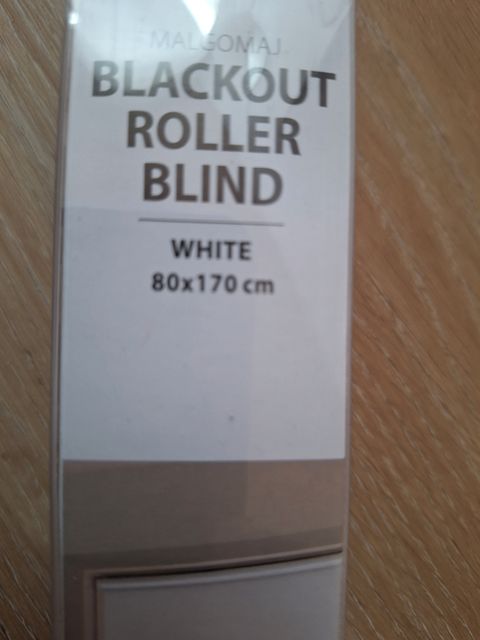 MALGOMAJ
BLACKOUT
ROLLER
BLIND
WHITE
80x170 cm